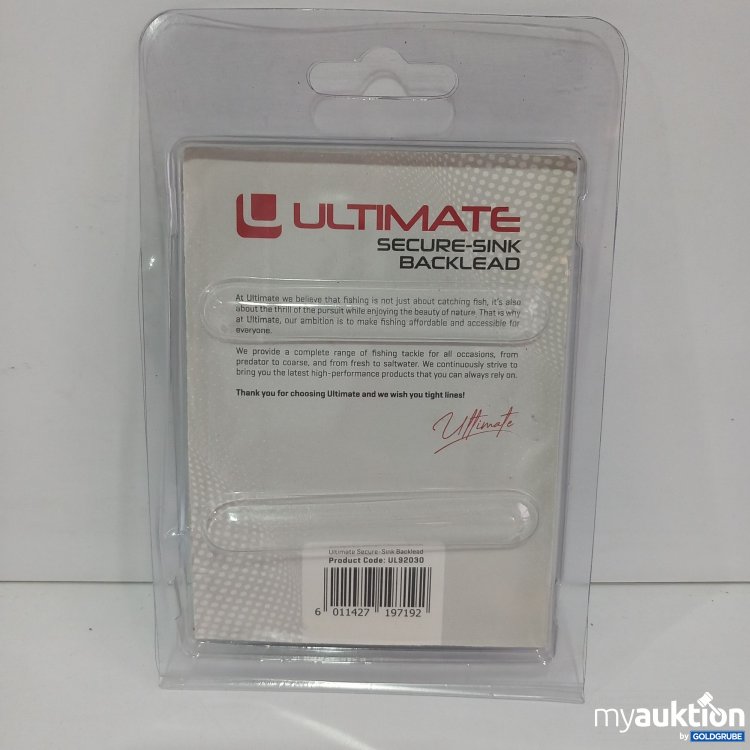 ULTIMATE
SECURE-SINK
BACKLEAD
At Ultimate we believe that fishing is not just about catching fish, it's also
about the thrill of the pursuit while enjoying the beauty of nature. That is why
at Ultimate, our ambition is to make fishing affordable and accessible for
everyone.
We provide a complete range of fishing tackle for all occasions, from
predator to coarse, and from fresh to saltwater. We continuously strive to
bring you the latest high-performance products that you can always rely on.
Thank you for choosing Ultimate and we wish you tight lines!
Ultimate
Ultimate Secure-Sink Backlead
Product Code: UL92030
6 011427 197192
myauktion
by GOLDGRUBE